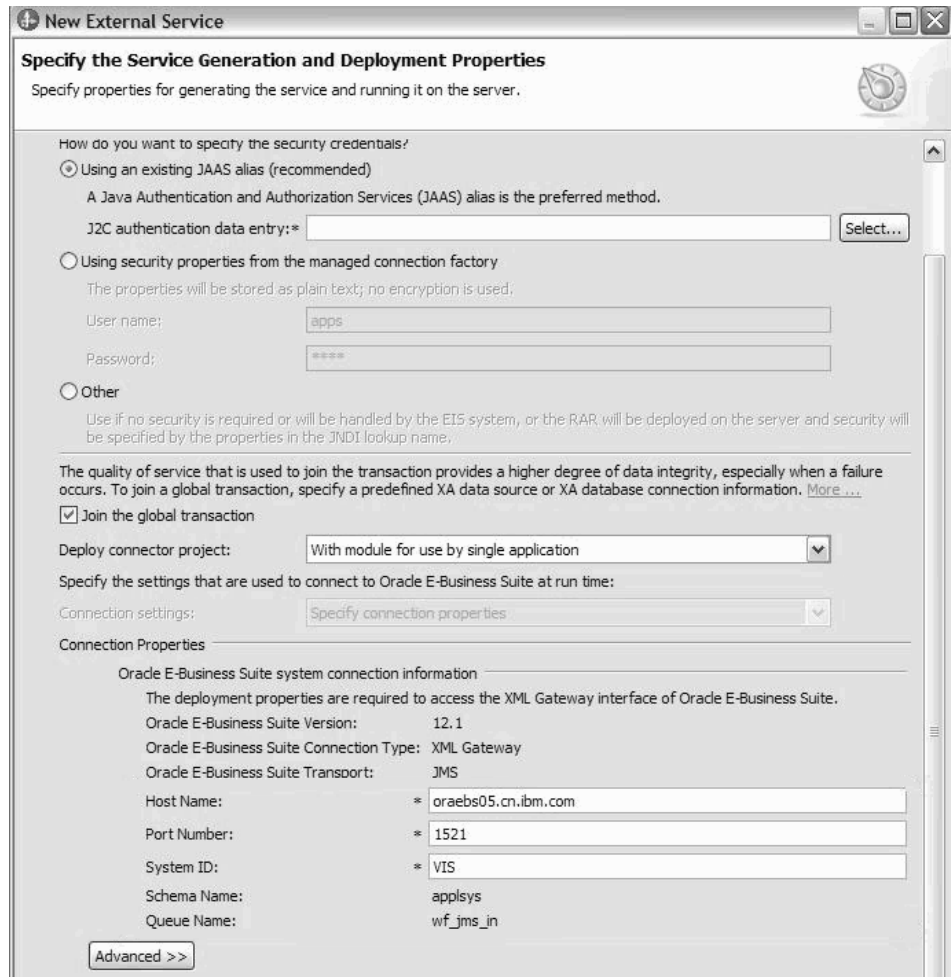 New External Service
Specify the Service Generation and Deployment Properties
Specify properties for generating the service and running it on the server.
How do you want to specify the security credentials?
Using an existing JAAS alias (recommended)
A Java Authentication and Authorization Services (JAAS) alias is the preferred method.
J2C authentication data entry:*
Select...
Using security properties from the managed connection factory
The properties will be stored as plain text; no encryption is used.
User name: apps
Password: ****
Other
Use if no security is required or will be handled by the EIS system, or the RAR will be deployed on the server and security will
be specified by the properties in the JNDI lookup name.
The quality of service that is used to join the transaction provides a higher degree of data integrity, especially when a failure
occurs. To join a global transaction, specify a predefined XA data source or XA database connection information. More ...
Join the global transaction
Deploy connector project: With module for use by single application
Specify the settings that are used to connect to Oracle E-Business Suite at run time:
Connection settings: Specify connection properties
Connection Properties
Oracle E-Business Suite system connection information
The deployment properties are required to access the XML Gateway interface of Oracle E-Business Suite.
Oracle E-Business Suite Version: 12.1
Oracle E-Business Suite Connection Type: XML Gateway
Oracle E-Business Suite Transport: JMS
Host Name: * oraebs05.cn.ibm.com
Port Number: * 1521
System ID: * VIS
Schema Name: applsys
Queue Name: wf_jms_in
Advanced >>